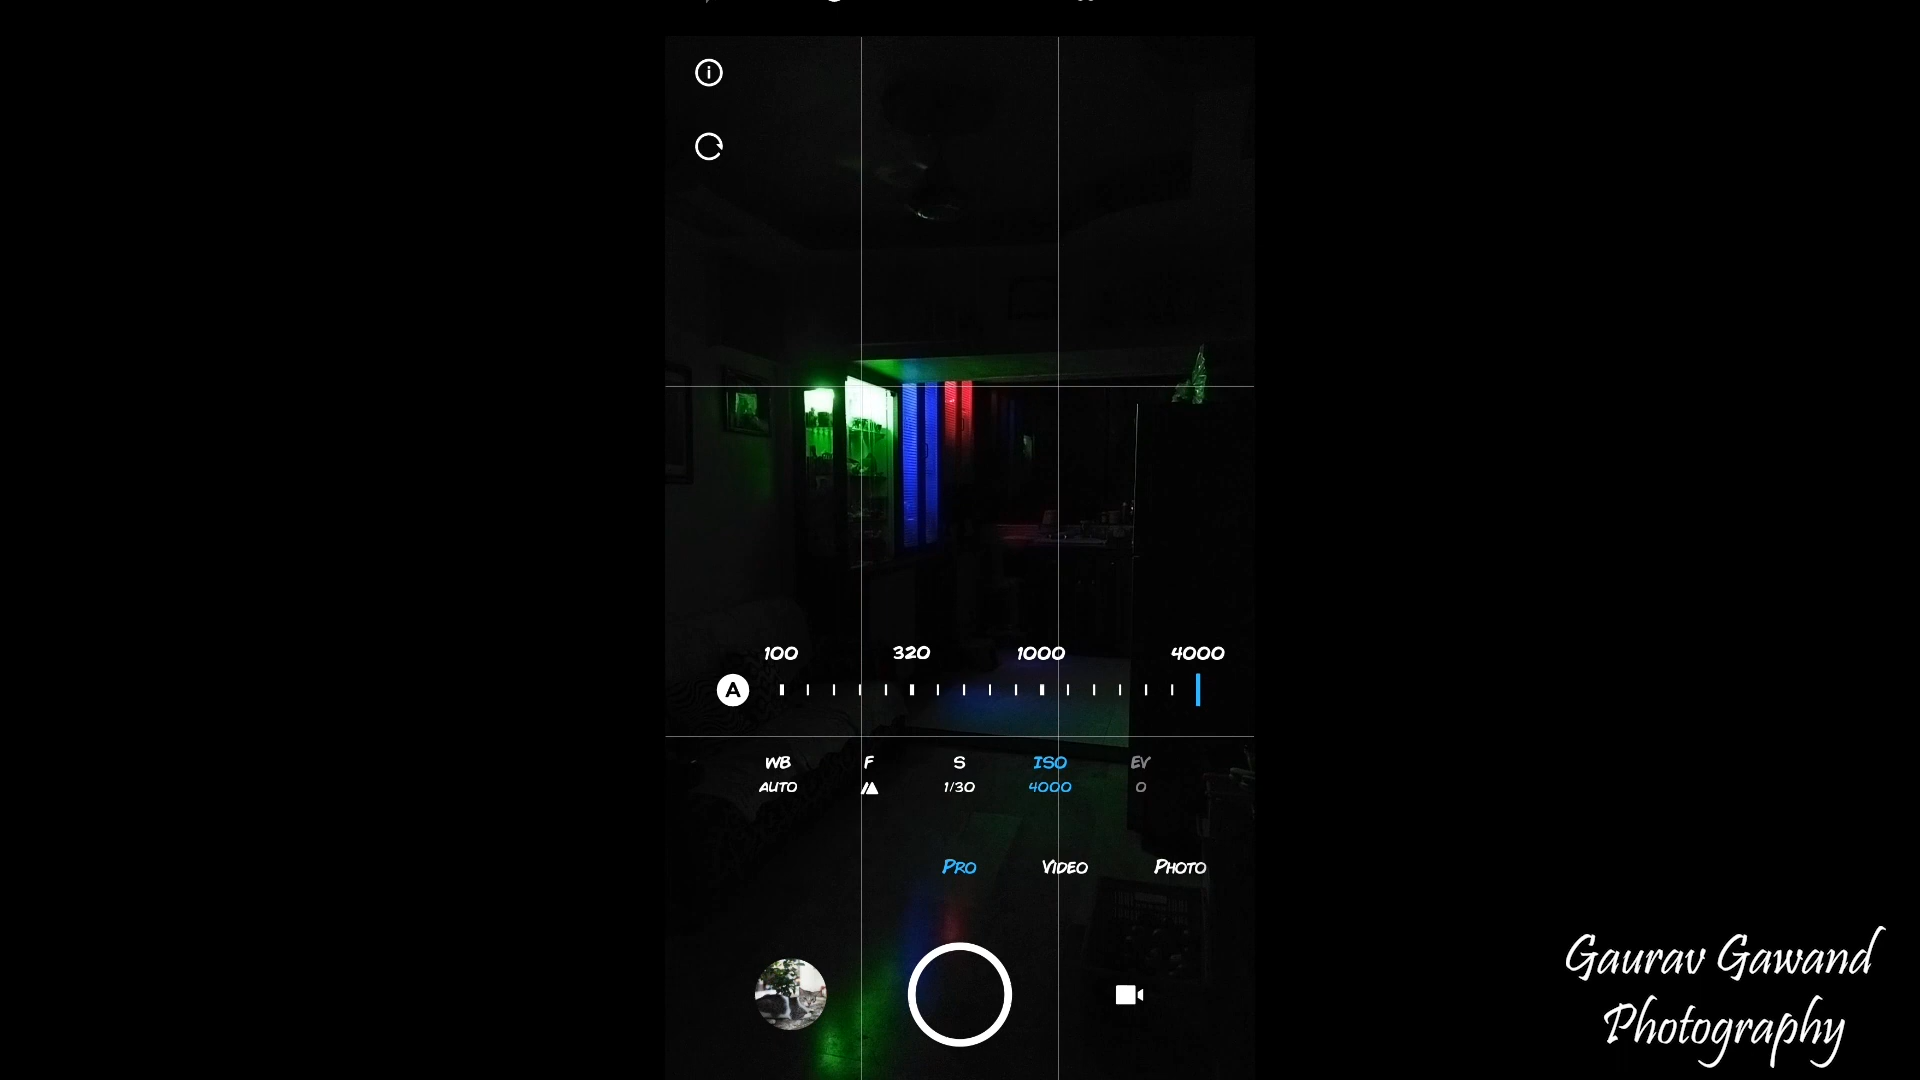 100 320 1000 4000
A
WB F S ISO EV
AUTO 1/30 4000 0
PRO VIDEO PHOTO
Gaurav Gawand
Photography